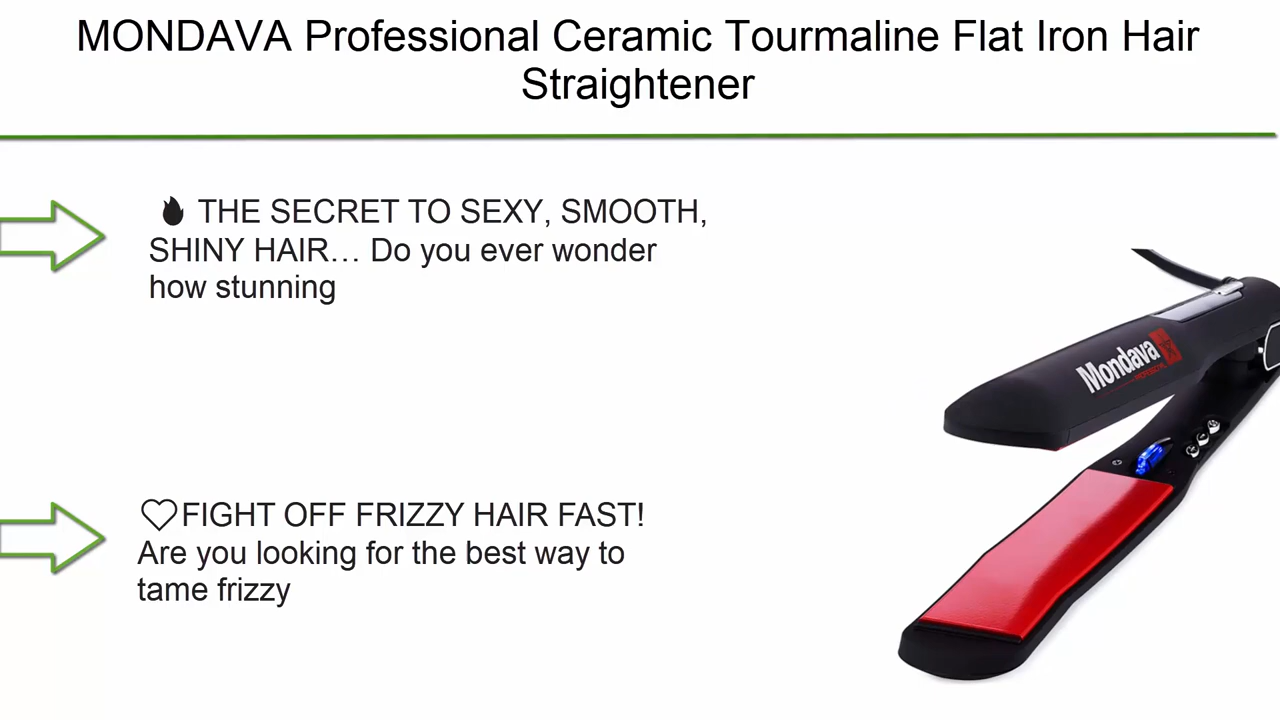 MONDAVA Professional Ceramic Tourmaline Flat Iron Hair
Straightener
🔥 THE SECRET TO SEXY, SMOOTH,
SHINY HAIR… Do you ever wonder
how stunning
♡FIGHT OFF FRIZZY HAIR FAST!
Are you looking for the best way to
tame frizzy
Mondava
PROFESSIONAL